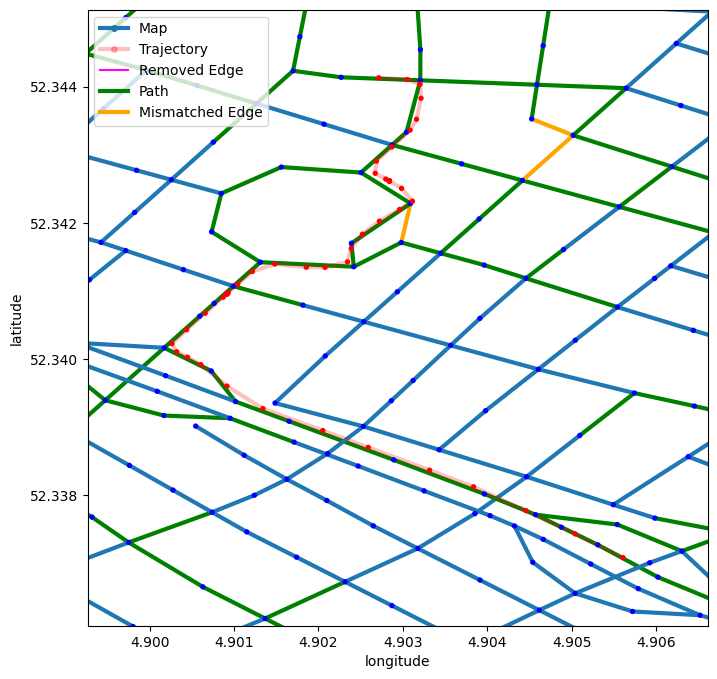 Map
Trajectory
Removed Edge
Path
Mismatched Edge
52.344
52.342
52.340
52.338
latitude
4.900 4.901 4.902 4.903 4.904 4.905 4.906
longitude